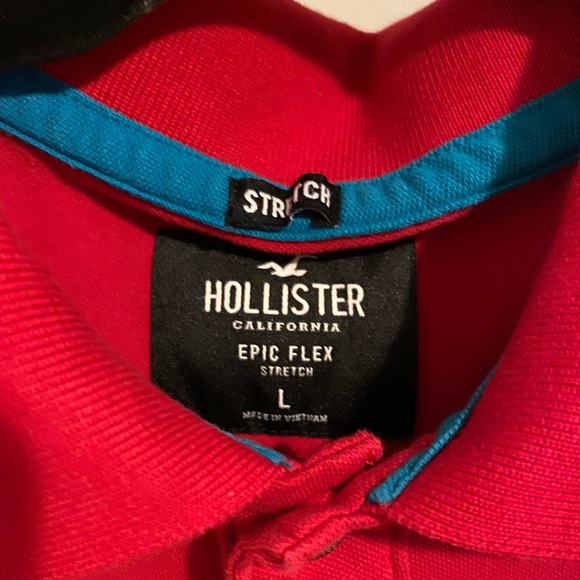 STRETCH
HOLLISTER
CALIFORNIA
EPIC FLEX
STRETCH
L
MADE IN VIETNAM